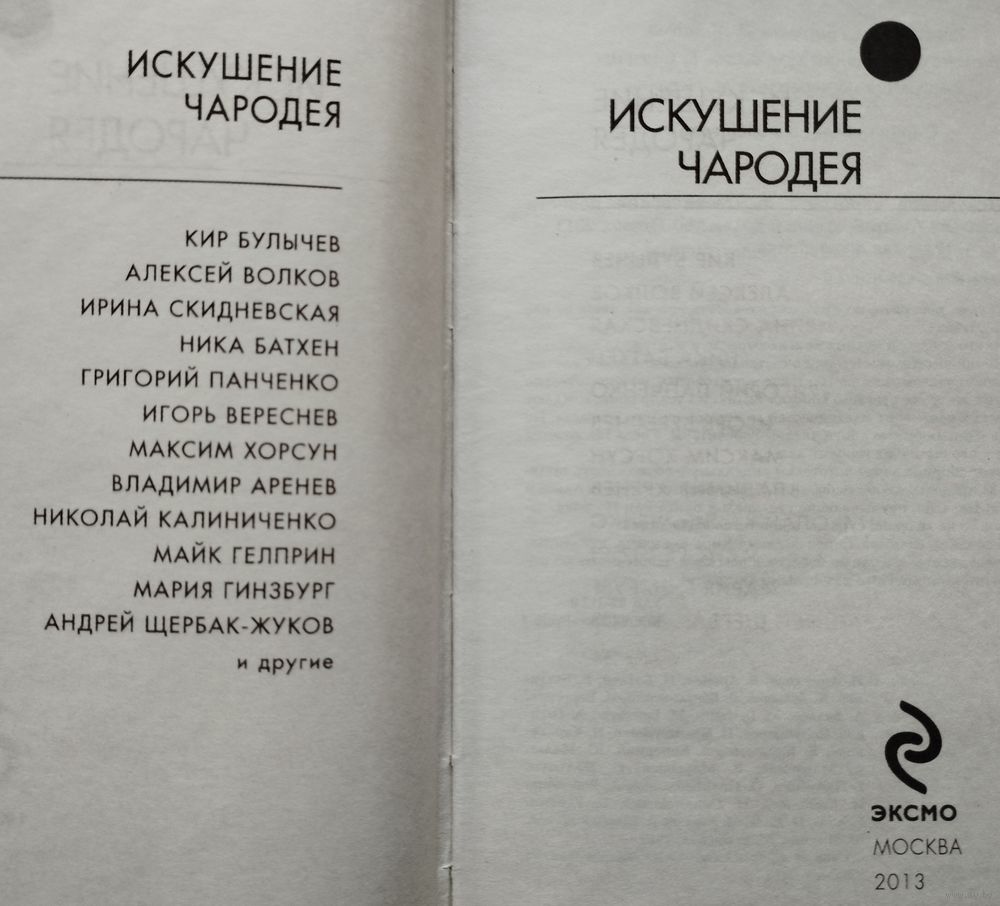 ИСКУШЕНИЕ
ЧАРОДЕЯ
КИР БУЛЫЧЕВ
АЛЕКСЕЙ ВОЛКОВ
ИРИНА СКИДНЕВСКАЯ
НИКА БАТХЕН
ГРИГОРИЙ ПАНЧЕНКО
ИГОРЬ ВЕРЕСНЕВ
МАКСИМ ХОРСУН
ВЛАДИМИР АРЕНЕВ
НИКОЛАЙ КАЛИНИЧЕНКО
МАЙК ГЕЛПРИН
МАРИЯ ГИНЗБУРГ
АНДРЕЙ ЩЕРБАК-ЖУКОВ
и другие
ИСКУШЕНИЕ
ЧАРОДЕЯ
ЭКСМО
МОСКВА
2013